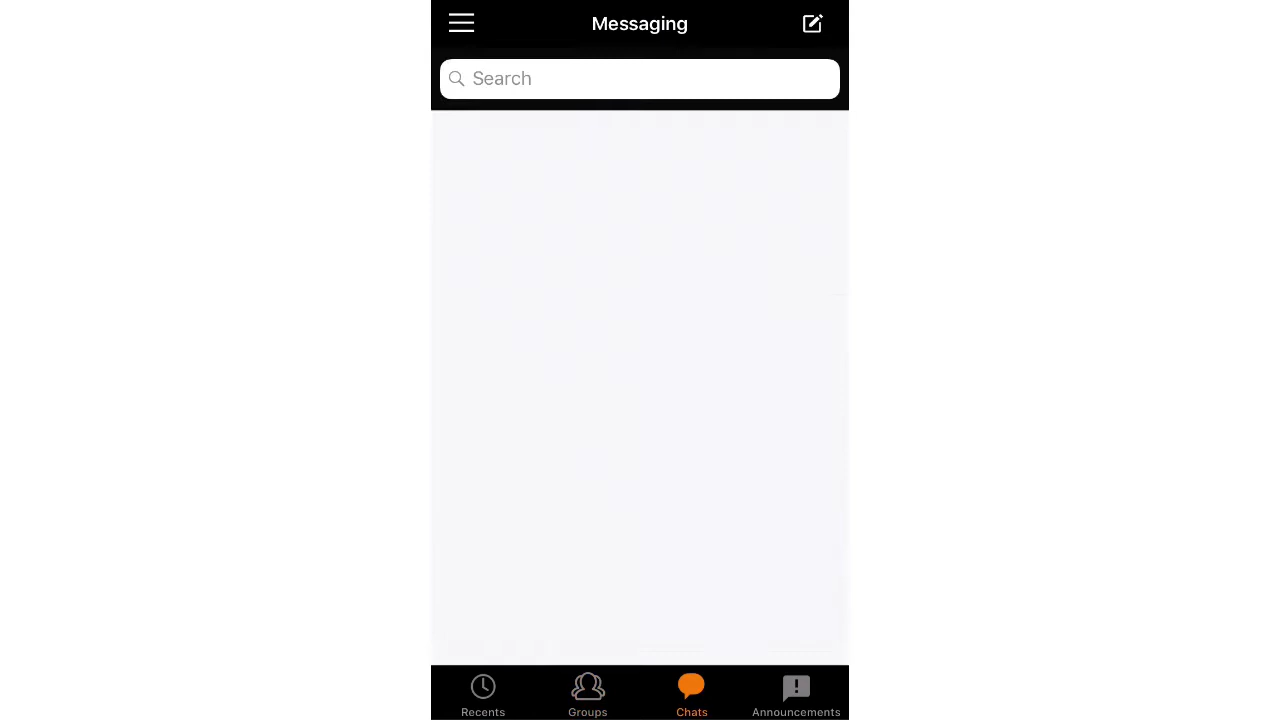 Messaging
Search
Recents
Groups
Chats
Announcements